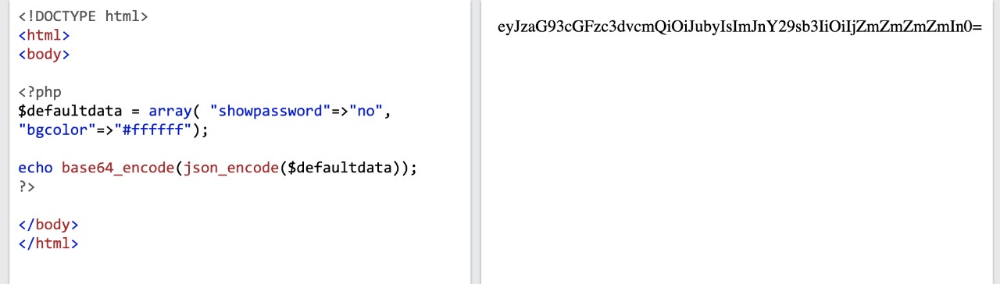 <!DOCTYPE html>
<html>
<body>
<?php
$defaultdata = array( "showpassword"=>"no",
"bgcolor"=>"#ffffff");
echo base64_encode(json_encode($defaultdata));
?>
</body>
</html>
eyJzaG93cGFzc3dvcmQiOiJubyIsImJnY29sb3IiOiIjZmZmZmZmIn0=